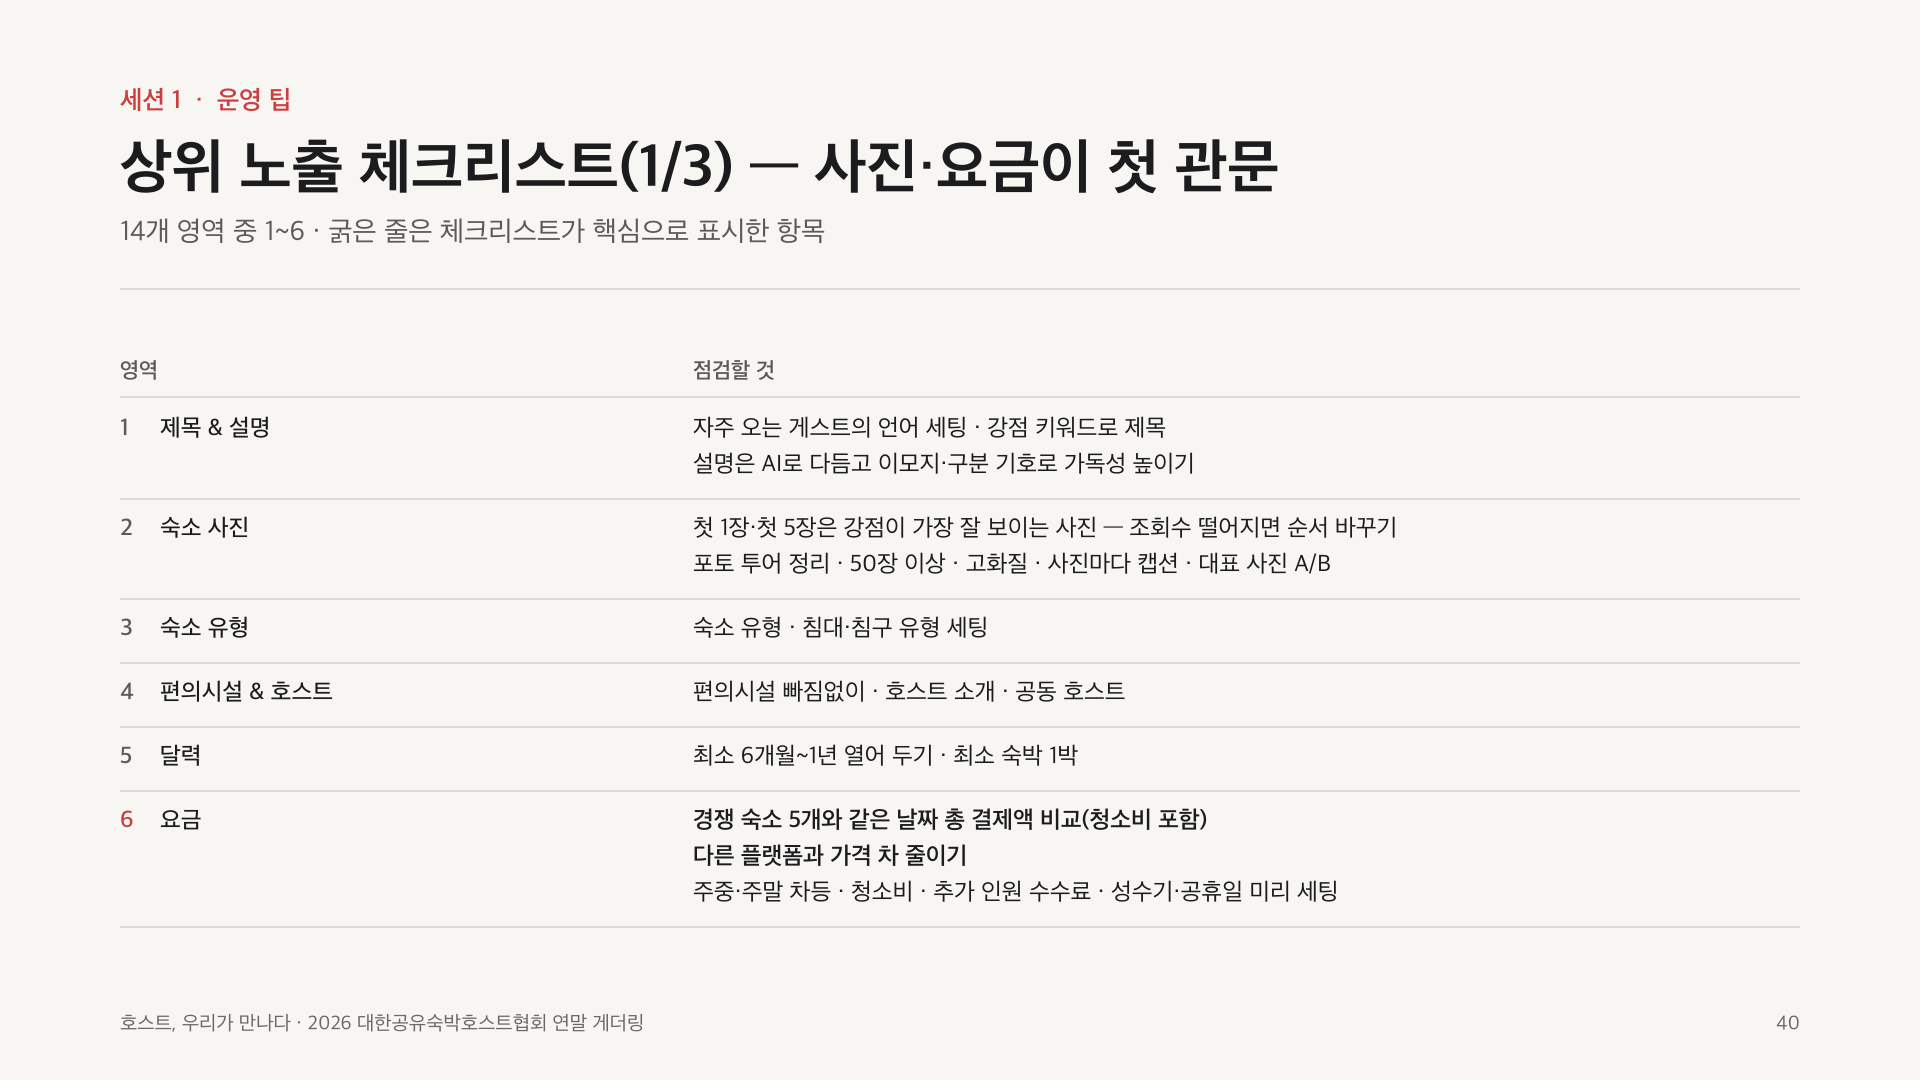 세션 1 · 운영 팁
상위 노출 체크리스트(1/3) — 사진·요금이 첫 관문
14개 영역 중 1~6 · 굵은 줄은 체크리스트가 핵심으로 표시한 항목
영역 점검할 것
1 제목 & 설명 자주 오는 게스트의 언어 세팅 · 강점 키워드로 제목
설명은 AI로 다듬고 이모지·구분 기호로 가독성 높이기
2 숙소 사진 첫 1장·첫 5장은 강점이 가장 잘 보이는 사진 — 조회수 떨어지면 순서 바꾸기
포토 투어 정리 · 50장 이상 · 고화질 · 사진마다 캡션 · 대표 사진 A/B
3 숙소 유형 숙소 유형 · 침대·침구 유형 세팅
4 편의시설 & 호스트 편의시설 빠짐없이 · 호스트 소개 · 공동 호스트
5 달력 최소 6개월~1년 열어 두기 · 최소 숙박 1박
6 요금 경쟁 숙소 5개와 같은 날짜 총 결제액 비교(청소비 포함)
다른 플랫폼과 가격 차 줄이기
주중·주말 차등 · 청소비 · 추가 인원 수수료 · 성수기·공휴일 미리 세팅
호스트, 우리가 만나다 · 2026 대한공유숙박호스트협회 연말 게더링 40